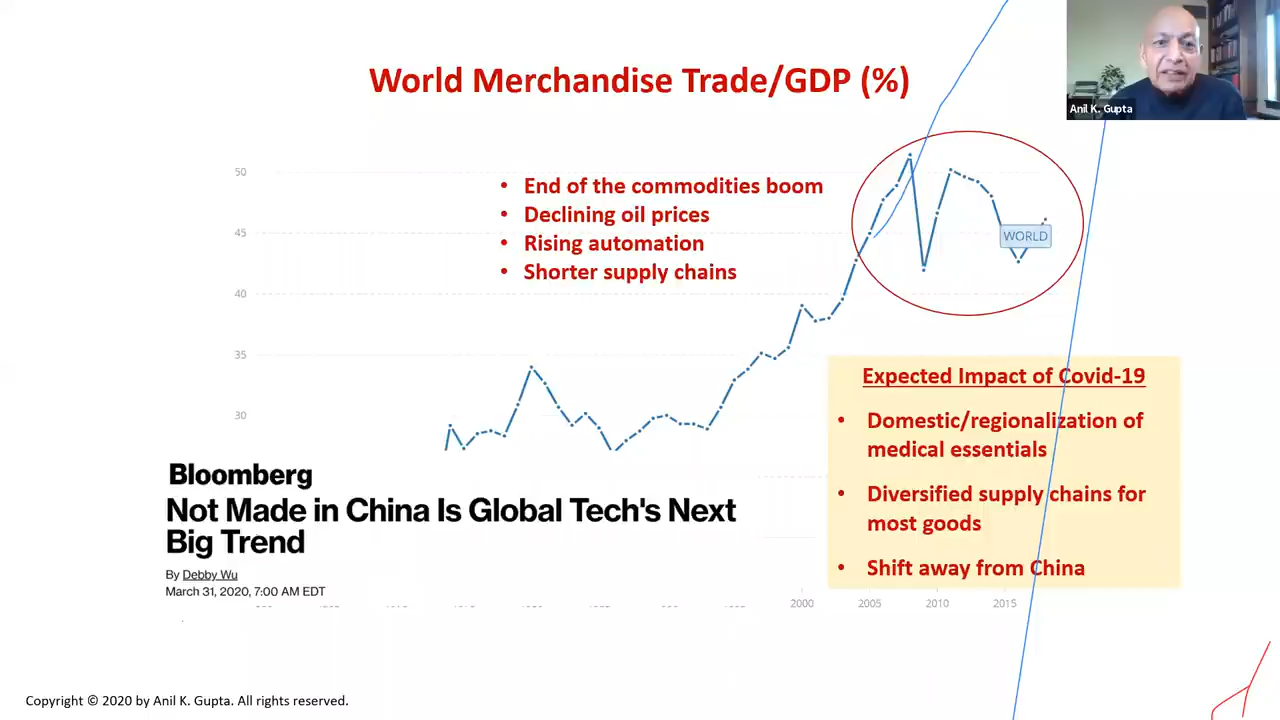 World Merchandise Trade/GDP (%)
Anil K. Gupta
50
• End of the commodities boom
• Declining oil prices
45
WORLD
• Rising automation
• Shorter supply chains
40
35
Expected Impact of Covid-19
30
• Domestic/regionalization of
medical essentials
Bloomberg
Not Made in China Is Global Tech's Next
Big Trend
• Diversified supply chains for
most goods
• Shift away from China
By Debby Wu
March 31, 2020, 7:00 AM EDT
2000 2005 2010 2015
Copyright © 2020 by Anil K. Gupta. All rights reserved.